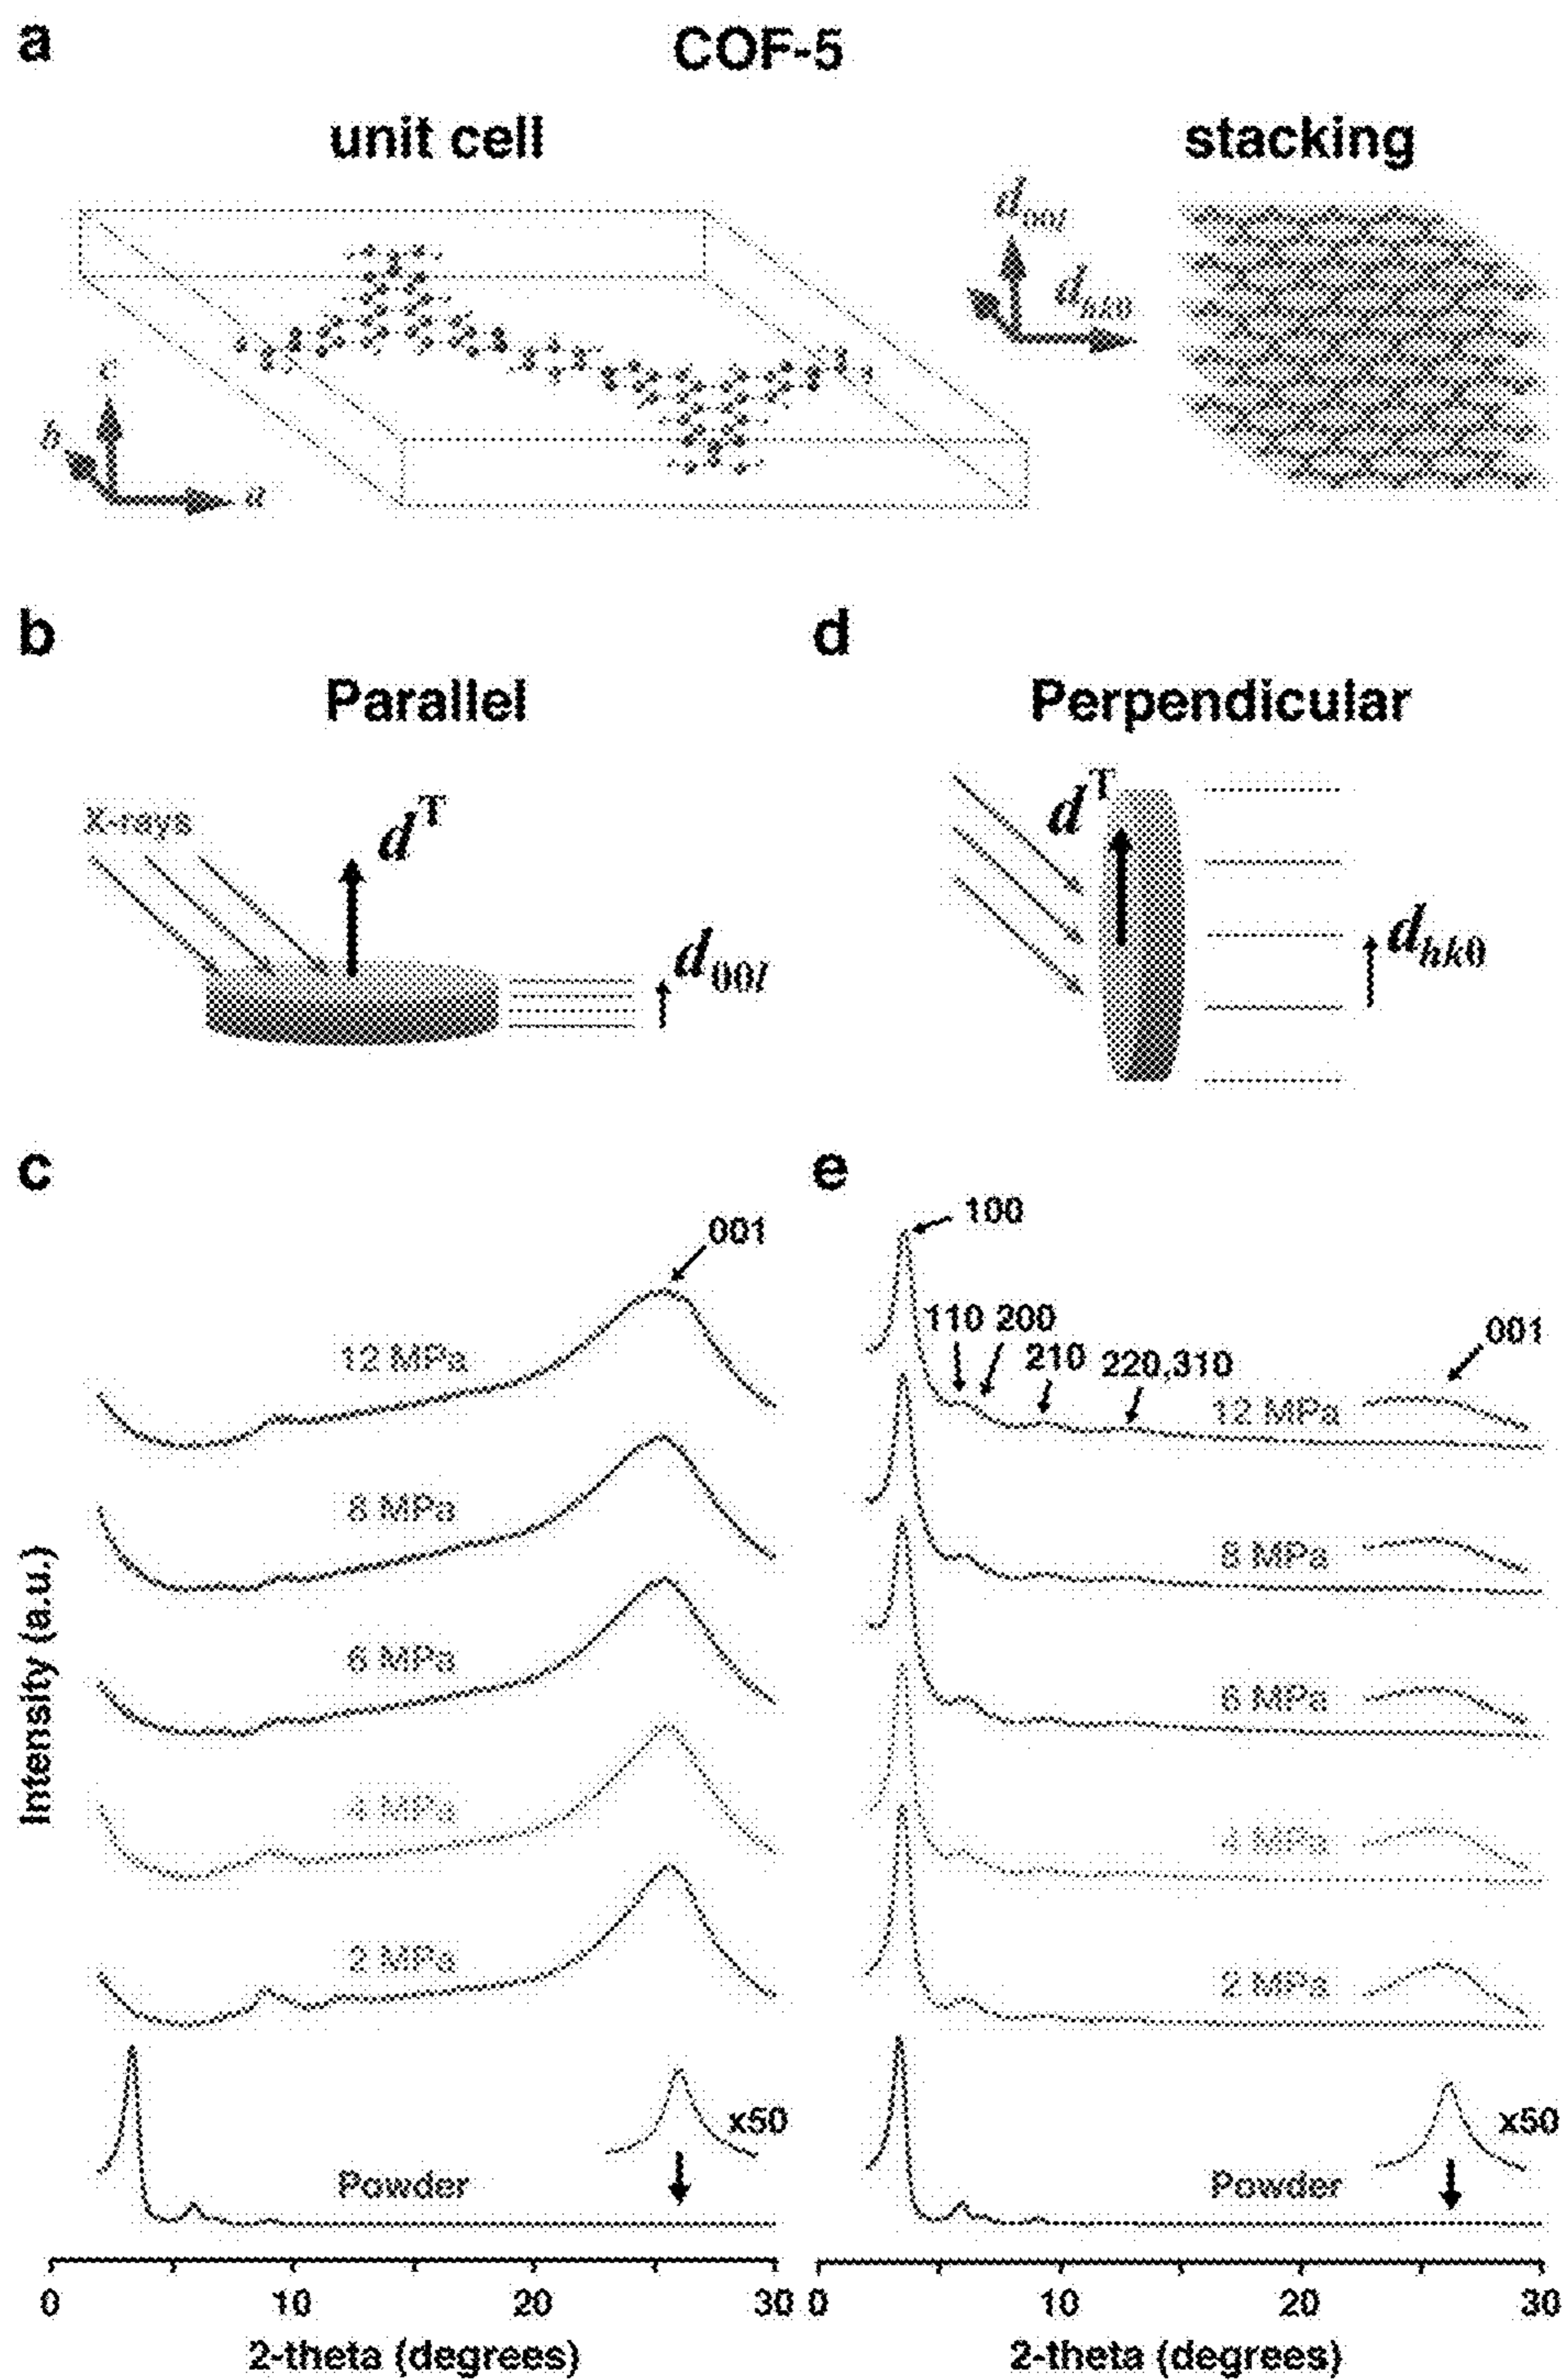 a
COF-5
unit cell
stacking
d00l
dhk0
c
b
a
b
Parallel
X-rays
dT
d00l
d
Perpendicular
dT
dhk0
c
001
12 MPa
8 MPa
6 MPa
4 MPa
2 MPa
x50
Powder
Intensity (a.u.)
0 10 20 30
2-theta (degrees)
e
100
110 200
210 220,310
001
12 MPa
8 MPa
6 MPa
4 MPa
2 MPa
x50
Powder
0 10 20 30
2-theta (degrees)